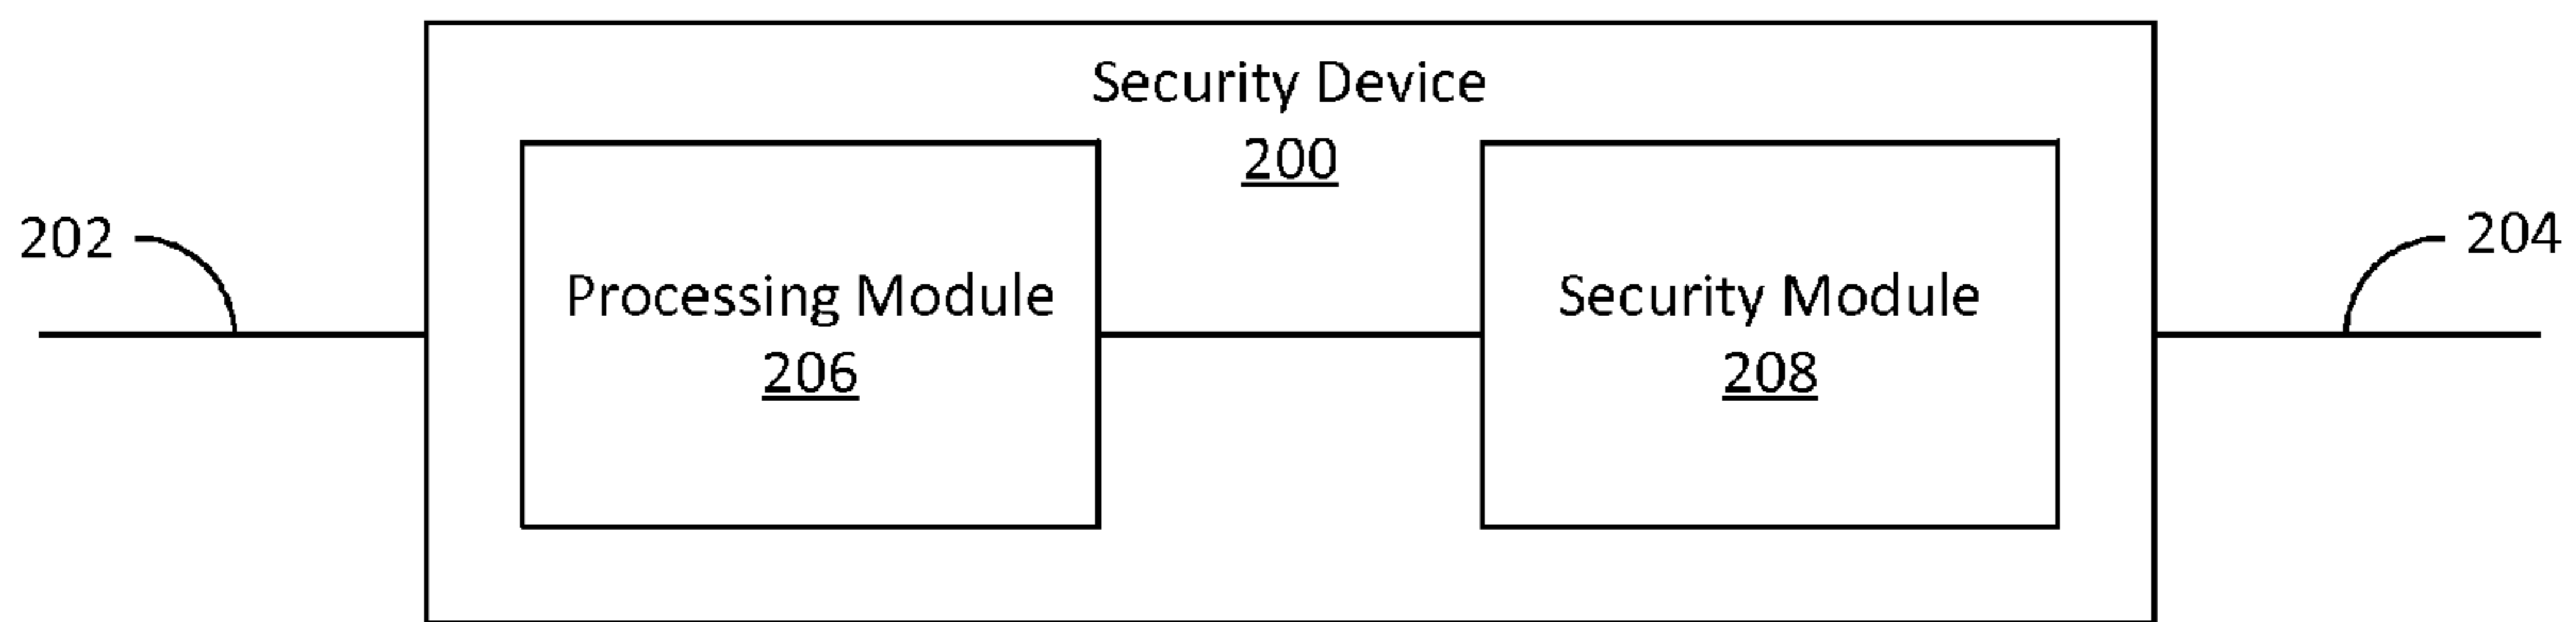 Security Device
200
202
204
Processing Module
206
Security Module
208